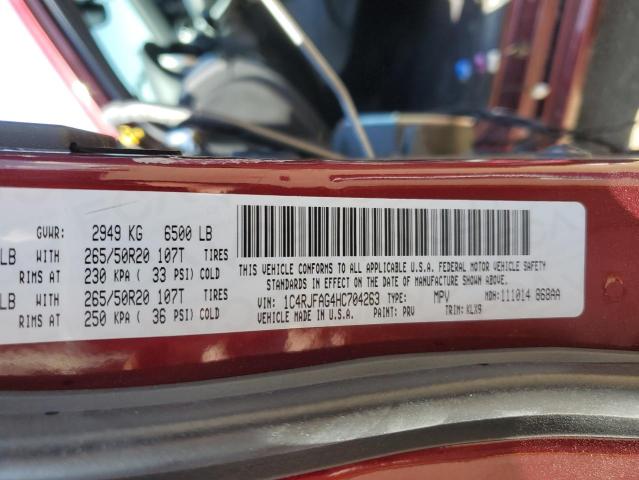 GVWR: 2949 KG 6500 LB
LB WITH 265/50R20 107T TIRES
RIMS AT 230 KPA ( 33 PSI) COLD
LB WITH 265/50R20 107T TIRES
RIMS AT 250 KPA ( 36 PSI) COLD
THIS VEHICLE CONFORMS TO ALL APPLICABLE U.S.A. FEDERAL MOTOR VEHICLE SAFETY
STANDARDS IN EFFECT ON THE DATE OF MANUFACTURE SHOWN ABOVE.
VIN: 1C4RJFAG4HC704263 TYPE: MPV MDH: 111014 868AA
VEHICLE MADE IN U.S.A. PAINT: PRV TRIM: KLX9